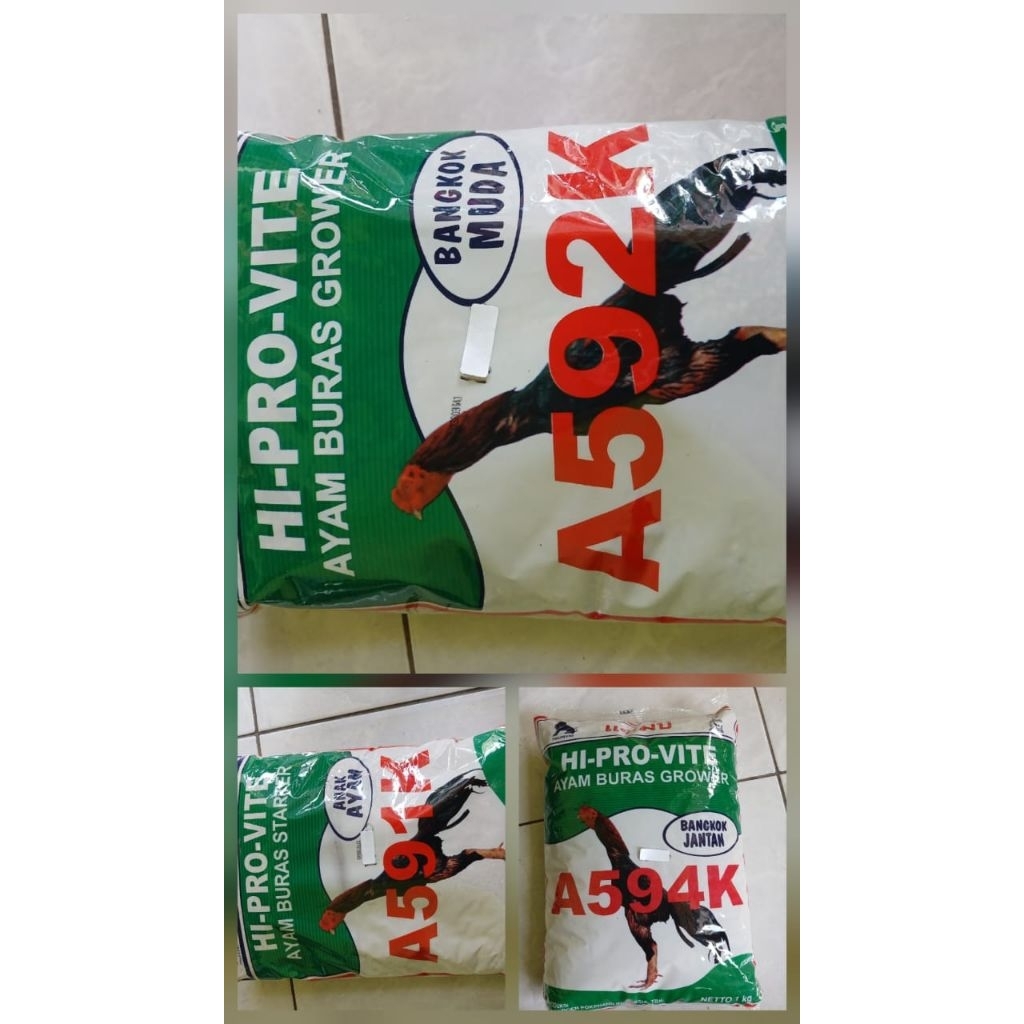 HI-PRO-VITE
AYAM BURAS GROWER
BANGKOK
MUDA
A592K
HI-PRO-VITE
AYAM BURAS STARTER
ANAK
AYAM
A591K
HI-PRO-VITE
AYAM BURAS GROWER
BANGKOK
JANTAN
A594K
NETTO 1 kg